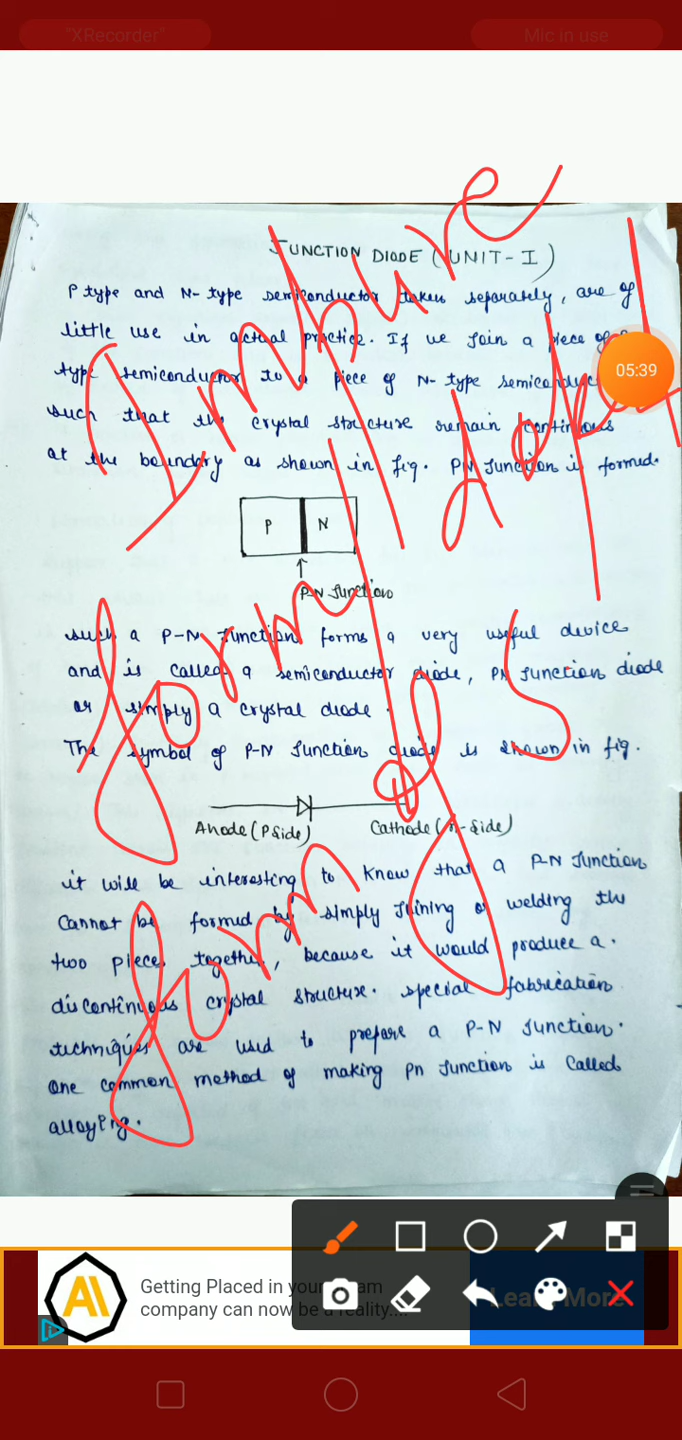 "XRecorder"
Mic in use
JUNCTION DIODE (UNIT-I)
P type and N-type semiconductor taken separately, are of
little use in actual practice. If we Join a piece of
type semiconductor to a piece of N-type
such that the crystal structure remain continuous
at the boundary as shown in fig. PN Junction is formed.
P N
P-N Junction
such a P-N Junction forms a very useful device
and is called a semiconductor diode, PN Junction diode
or simply a crystal diode.
The symbol of P-N Junction diode is shown in fig.
Anode (P side) Cathode (n-side)
it will be interesting to know that a P-N Junction
Cannot be formed by simply Jining or welding the
two piece together, because it would produce a.
discontinuous crystal structure. special fabrication
techniques are used to prepare a P-N Junction.
One common method of making Pn Junction is Called
alloying.
form
form
05:39
Getting Placed in your
company can now be a reality...
Learn More